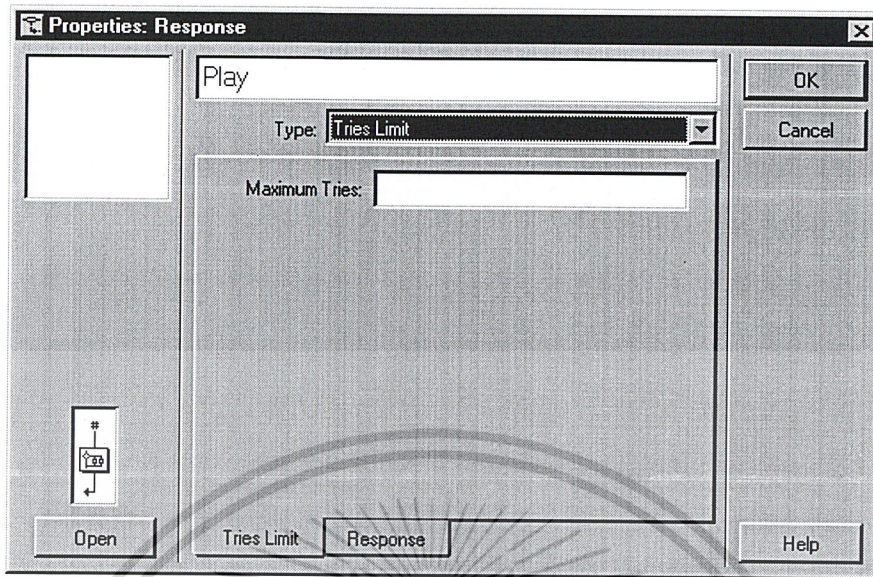 Properties: Response
Play
OK
Type: Tries Limit
Cancel
Maximum Tries:
#
Open
Tries Limit
Response
Help